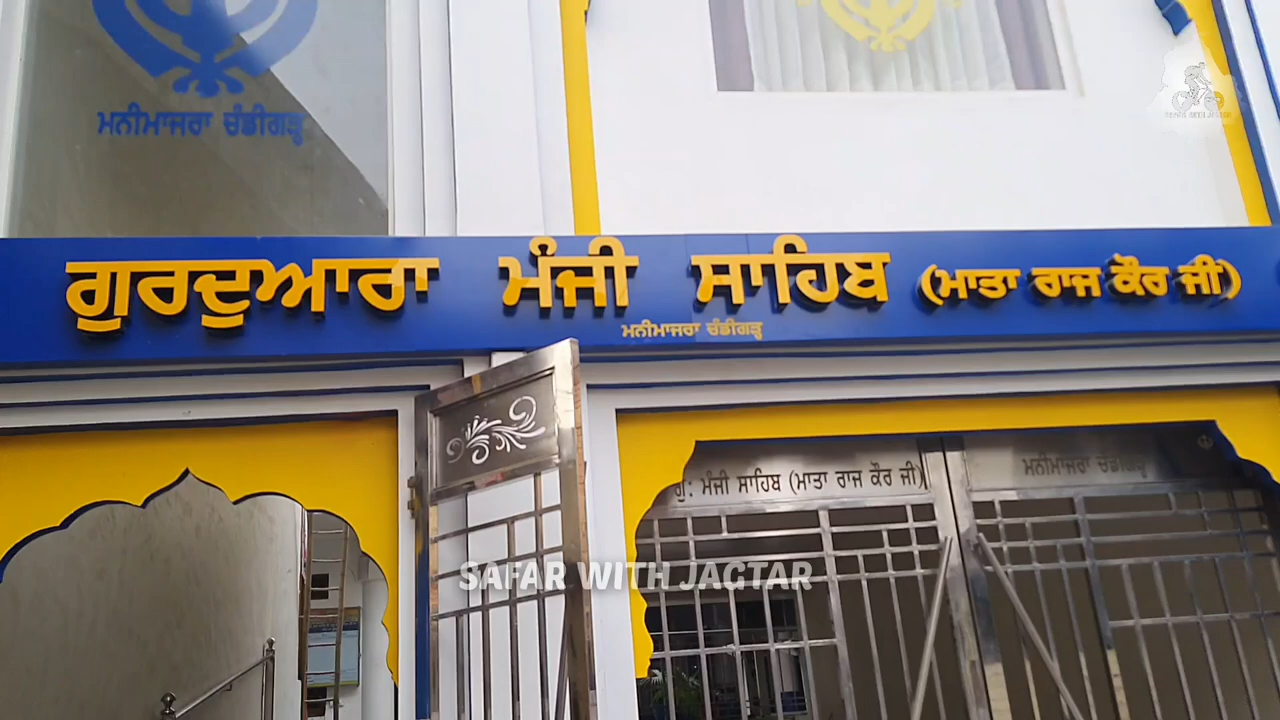 ਮਨੀਮਾਜਰਾ ਚੰਡੀਗੜ੍ਹ
ਗੁਰਦੁਆਰਾ ਮੰਜੀ ਸਾਹਿਬ (ਮਾਤਾ ਰਾਜ ਕੌਰ ਜੀ)
ਮਨੀਮਾਜਰਾ ਚੰਡੀਗੜ੍ਹ
ਗੁ: ਮੰਜੀ ਸਾਹਿਬ (ਮਾਤਾ ਰਾਜ ਕੌਰ ਜੀ)
ਮਨੀਮਾਜਰਾ ਚੰਡੀਗੜ੍ਹ
SAFAR WITH JAGTAR